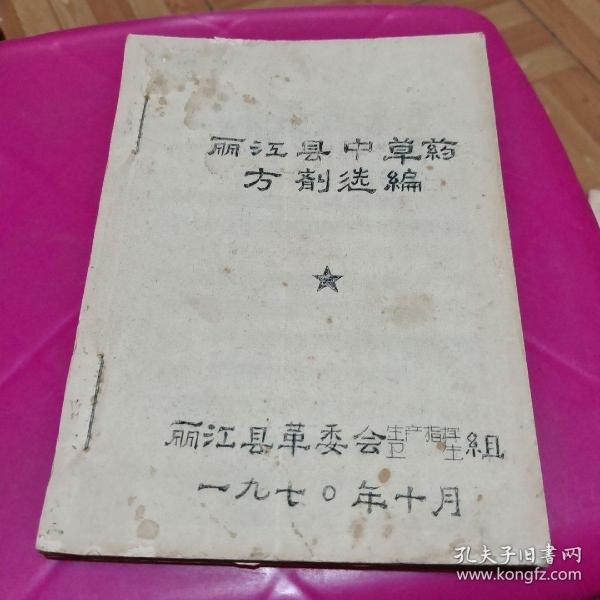 丽江县中草药
方剂选编
丽江县革委会生产指挥卫生組
一九七〇年十月
孔夫子旧书网
www.kongfz.com